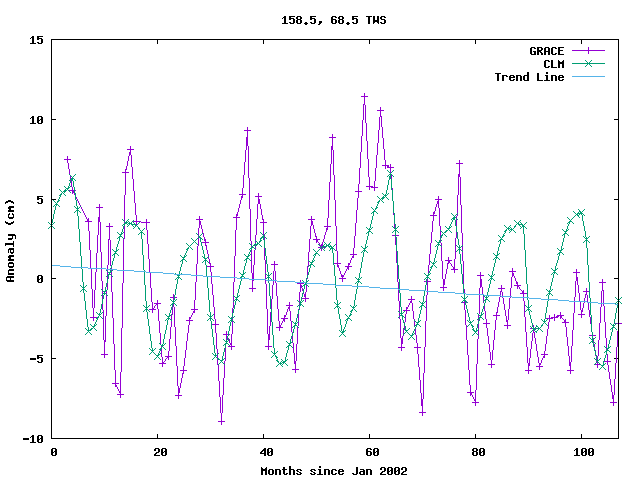 158.5, 68.5 TWS
GRACE
CLM
Trend Line
Anomaly (cm)
15
10
5
0
-5
-10
0 20 40 60 80 100
Months since Jan 2002